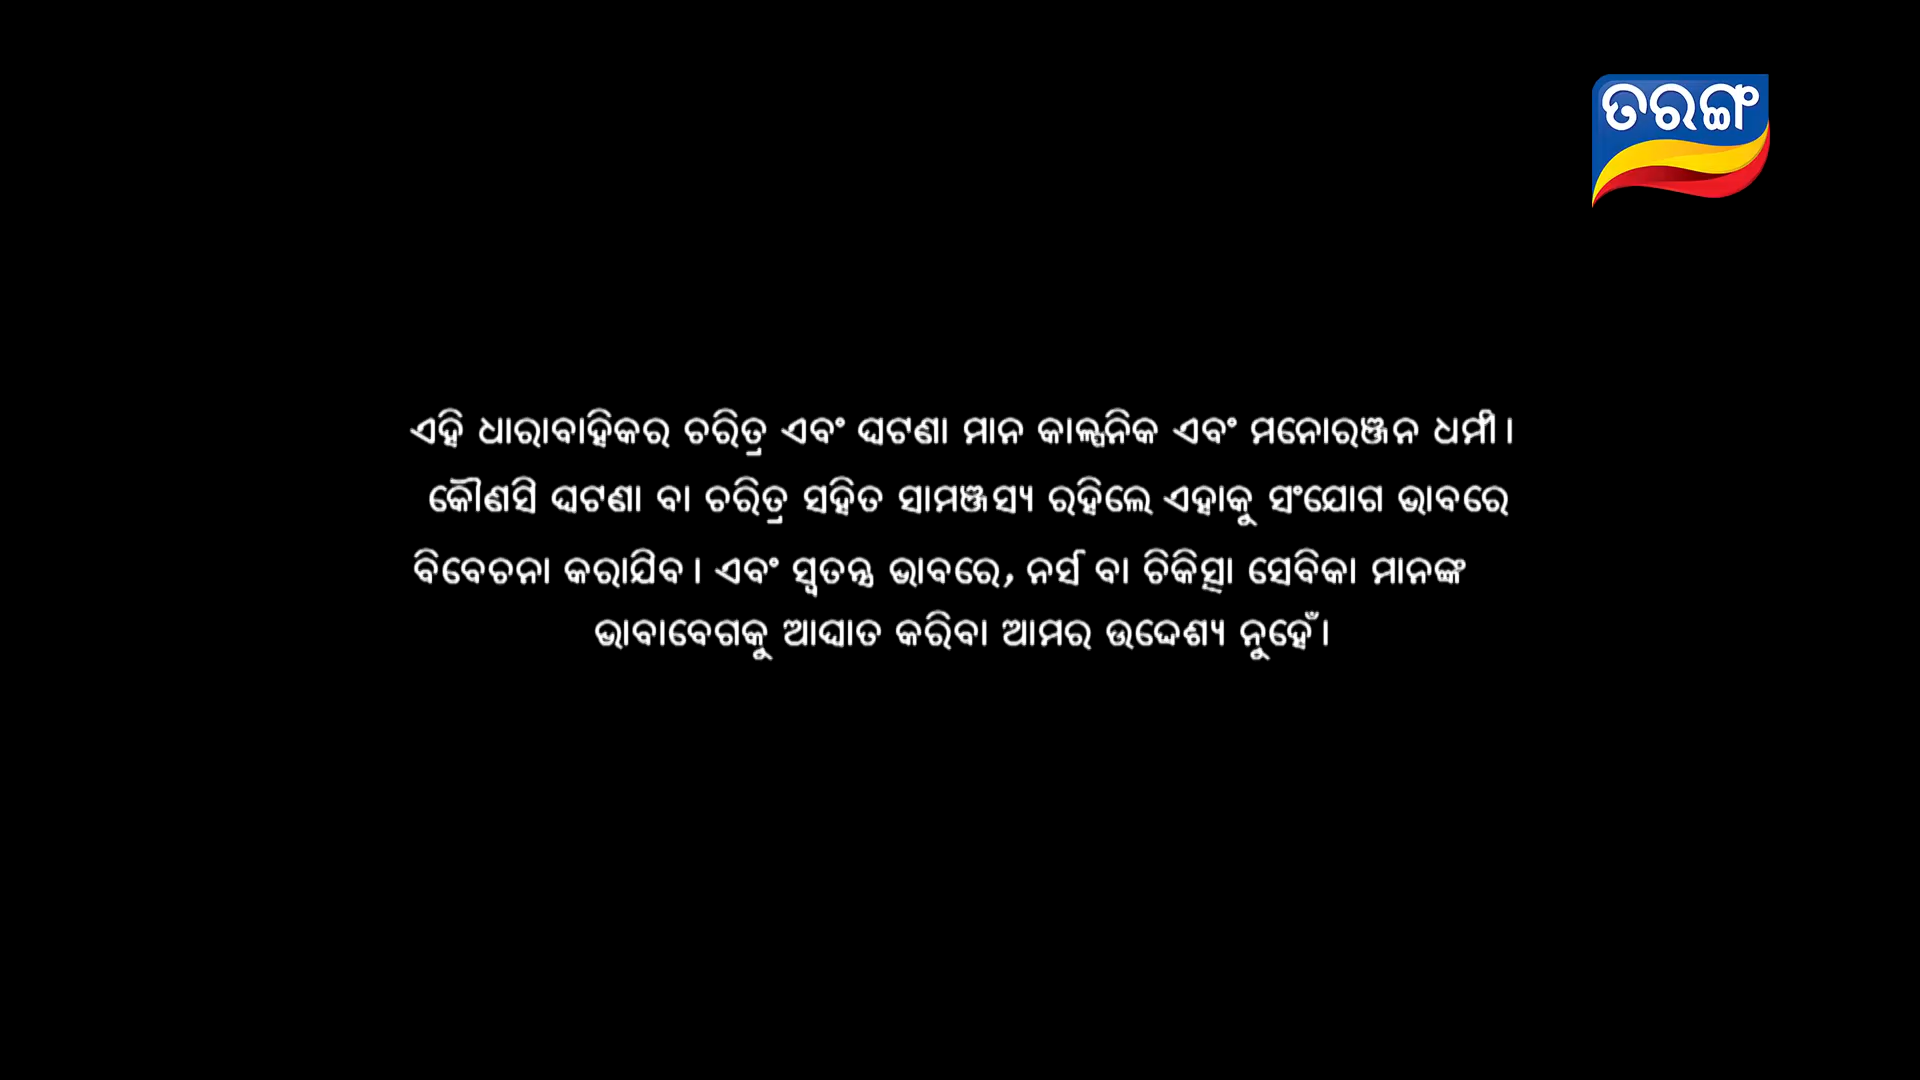 ତରଙ୍ଗ
ଏହି ଧାରାବାହିକର ଚରିତ୍ର ଏବଂ ଘଟଣା ମାନ କାଳ୍ପନିକ ଏବଂ ମନୋରଞ୍ଜନ ଧର୍ମୀ।
କୌଣସି ଘଟଣା ବା ଚରିତ୍ର ସହିତ ସାମଞ୍ଜସ୍ୟ ରହିଲେ ଏହାକୁ ସଂଯୋଗ ଭାବରେ
ବିବେଚନା କରାଯିବ। ଏବଂ ସ୍ୱତନ୍ତ୍ର ଭାବରେ, ନର୍ସ ବା ଚିକିତ୍ସା ସେବିକା ମାନଙ୍କ
ଭାବାବେଗକୁ ଆଘାତ କରିବା ଆମର ଉଦ୍ଦେଶ୍ୟ ନୁହେଁ।